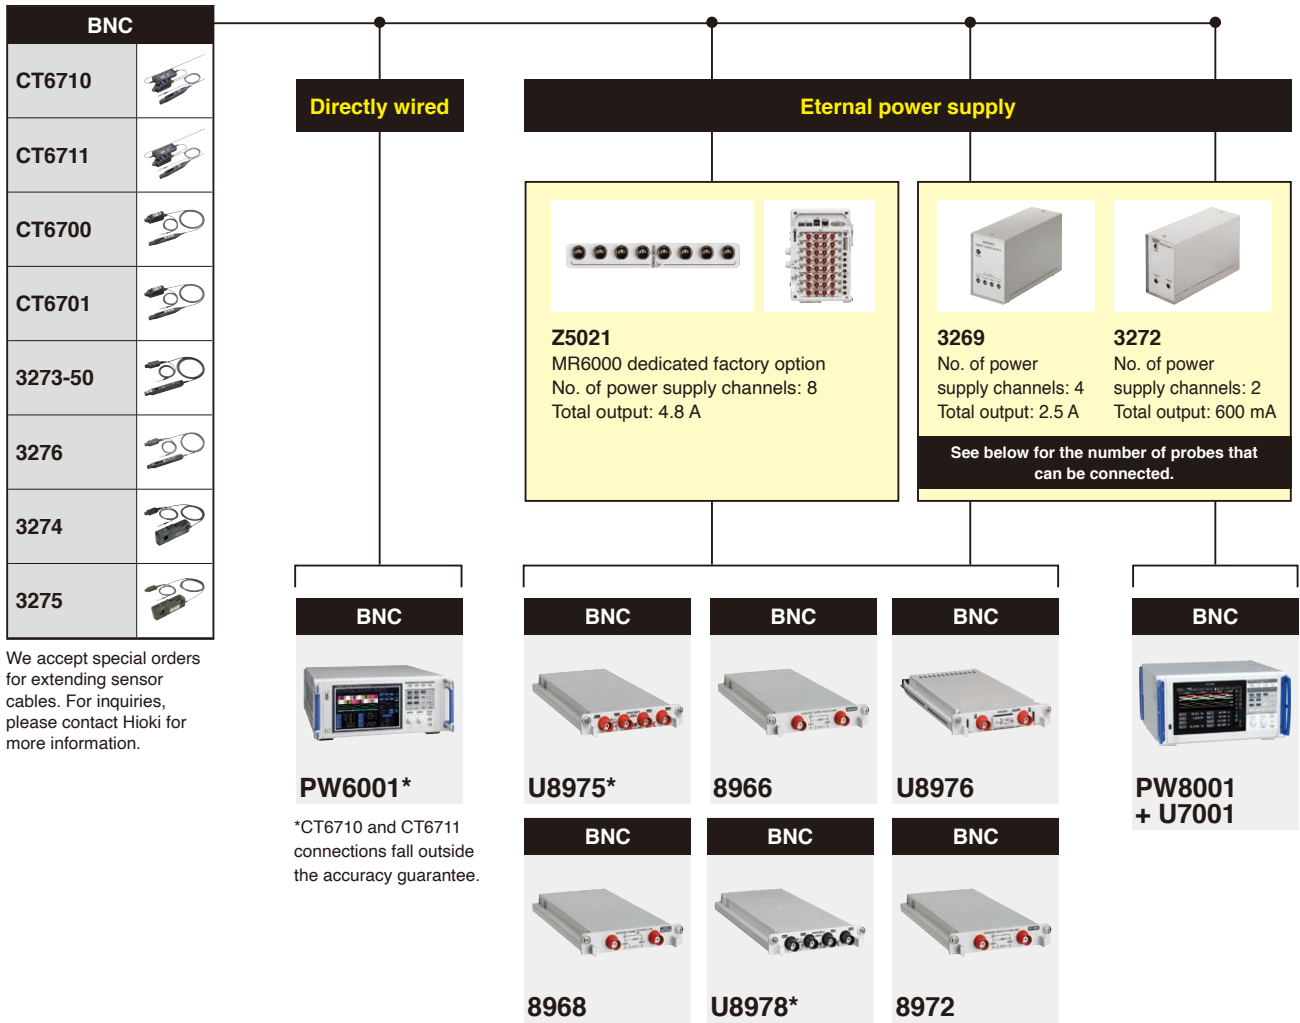 BNC
CT6710
CT6711
CT6700
CT6701
3273-50
3276
3274
3275
We accept special orders
for extending sensor
cables. For inquiries,
please contact Hioki for
more information.
Directly wired
Eternal power supply
Z5021
MR6000 dedicated factory option
No. of power supply channels: 8
Total output: 4.8 A
3269
No. of power
supply channels: 4
Total output: 2.5 A
3272
No. of power
supply channels: 2
Total output: 600 mA
See below for the number of probes that
can be connected.
BNC
PW6001*
*CT6710 and CT6711
connections fall outside
the accuracy guarantee.
BNC
U8975*
BNC
8966
BNC
U8976
BNC
PW8001
+ U7001
BNC
8968
BNC
U8978*
BNC
8972